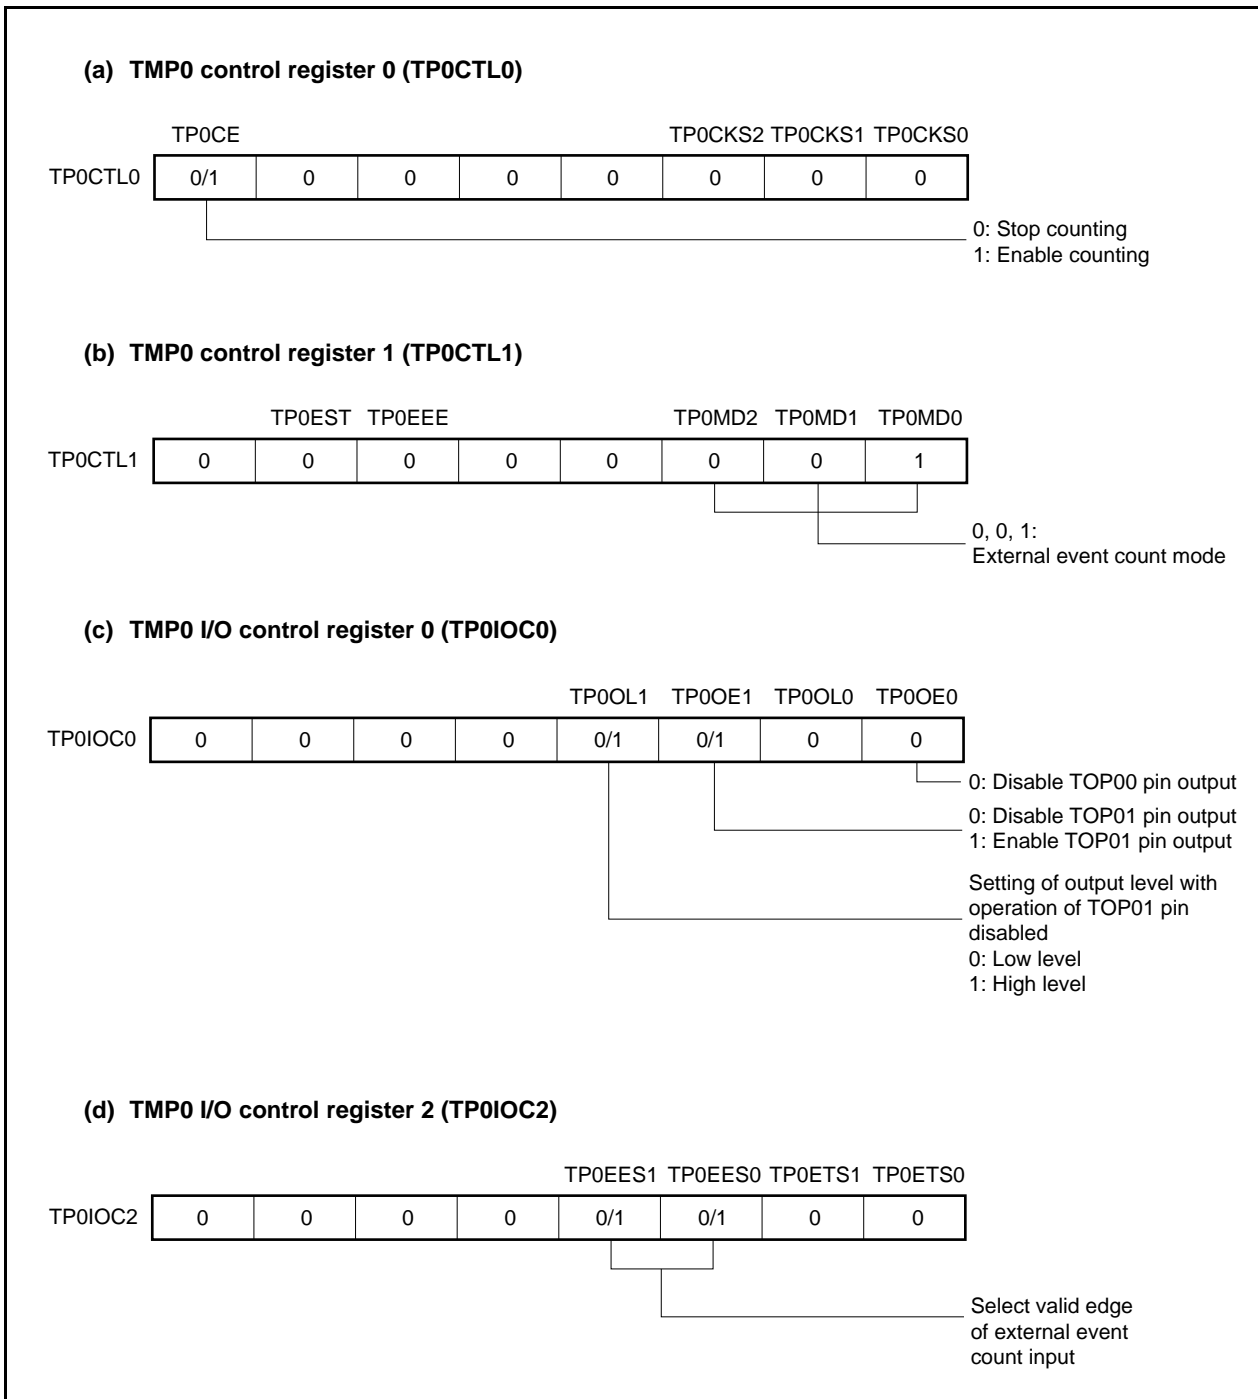 (a) TMP0 control register 0 (TP0CTL0)
TP0CE TP0CKS2 TP0CKS1 TP0CKS0
TP0CTL0 0/1 0 0 0 0 0 0 0
0: Stop counting
1: Enable counting
(b) TMP0 control register 1 (TP0CTL1)
TP0EST TP0EEE TP0MD2 TP0MD1 TP0MD0
TP0CTL1 0 0 0 0 0 0 0 1
0, 0, 1:
External event count mode
(c) TMP0 I/O control register 0 (TP0IOC0)
TP0OL1 TP0OE1 TP0OL0 TP0OE0
TP0IOC0 0 0 0 0 0/1 0/1 0 0
0: Disable TOP00 pin output
0: Disable TOP01 pin output
1: Enable TOP01 pin output
Setting of output level with
operation of TOP01 pin
disabled
0: Low level
1: High level
(d) TMP0 I/O control register 2 (TP0IOC2)
TP0EES1 TP0EES0 TP0ETS1 TP0ETS0
TP0IOC2 0 0 0 0 0/1 0/1 0 0
Select valid edge
of external event
count input